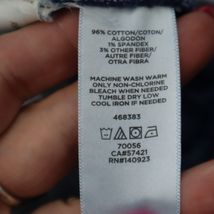 96% COTTON/COTON/
ALGODÓN
1% SPANDEX
3% OTHER FIBER/
AUTRE FIBER/
OTRA FIBRA
MACHINE WASH WARM
ONLY NON-CHLORINE
BLEACH WHEN NEEDED
TUMBLE DRY LOW
COOL IRON IF NEEDED
468383
70056
CA#57421
RN#140923